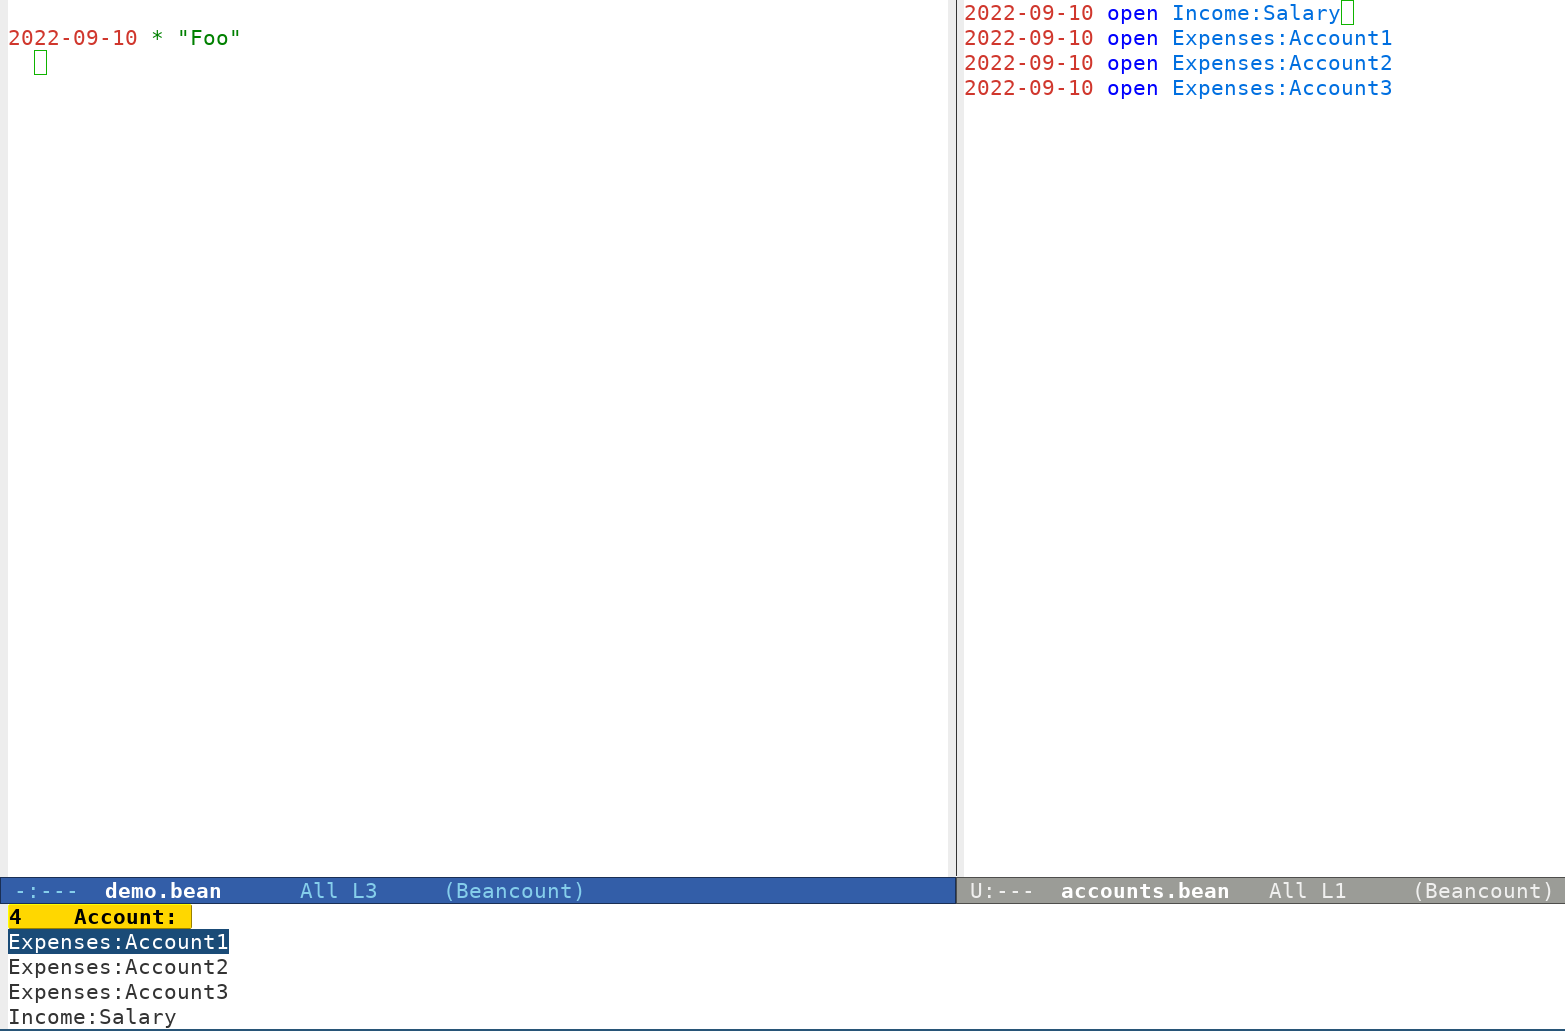 2022-09-10 * "Foo"
2022-09-10 open Income:Salary
2022-09-10 open Expenses:Account1
2022-09-10 open Expenses:Account2
2022-09-10 open Expenses:Account3
-:--- demo.bean All L3 (Beancount)
U:--- accounts.bean All L1 (Beancount)
4 Account:
Expenses:Account1
Expenses:Account2
Expenses:Account3
Income:Salary